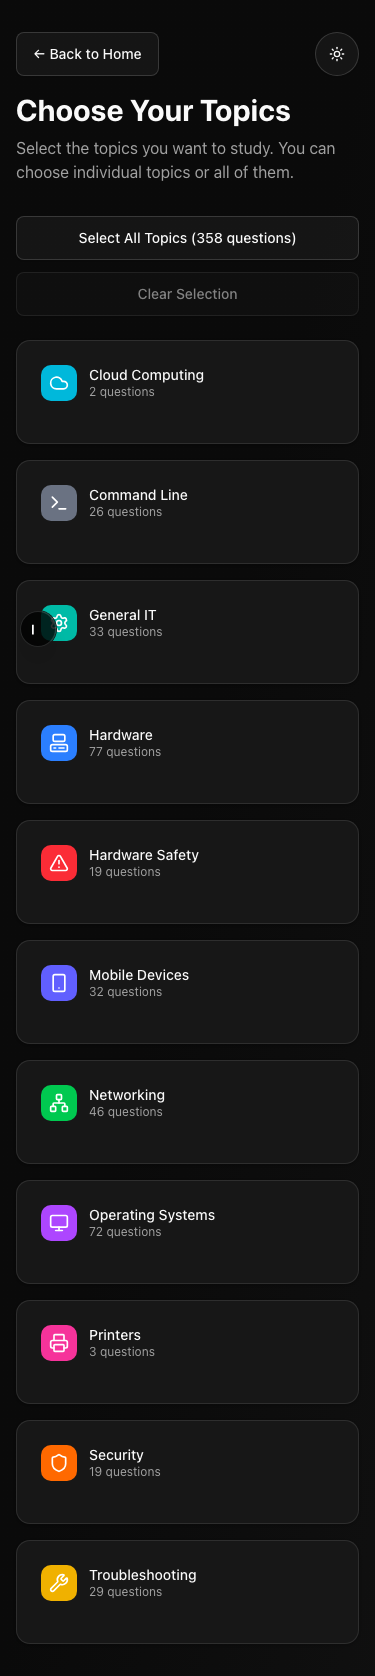 ← Back to Home
Choose Your Topics
Select the topics you want to study. You can
choose individual topics or all of them.
Select All Topics (358 questions)
Clear Selection
Cloud Computing
2 questions
Command Line
26 questions
General IT
33 questions
Hardware
77 questions
Hardware Safety
19 questions
Mobile Devices
32 questions
Networking
46 questions
Operating Systems
72 questions
Printers
3 questions
Security
19 questions
Troubleshooting
29 questions